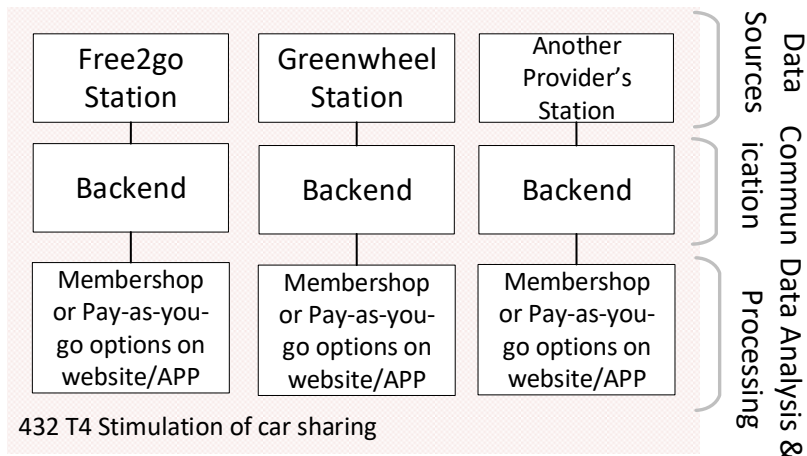 Free2go
Station
Greenwheel
Station
Another
Provider's
Station
Data
Sources
Backend
Backend
Backend
Commun
ication
Membershop
or Pay-as-you-
go options on
website/APP
Membershop
or Pay-as-you-
go options on
website/APP
Membershop
or Pay-as-you-
go options on
website/APP
Data Analysis &
Processing
432 T4 Stimulation of car sharing